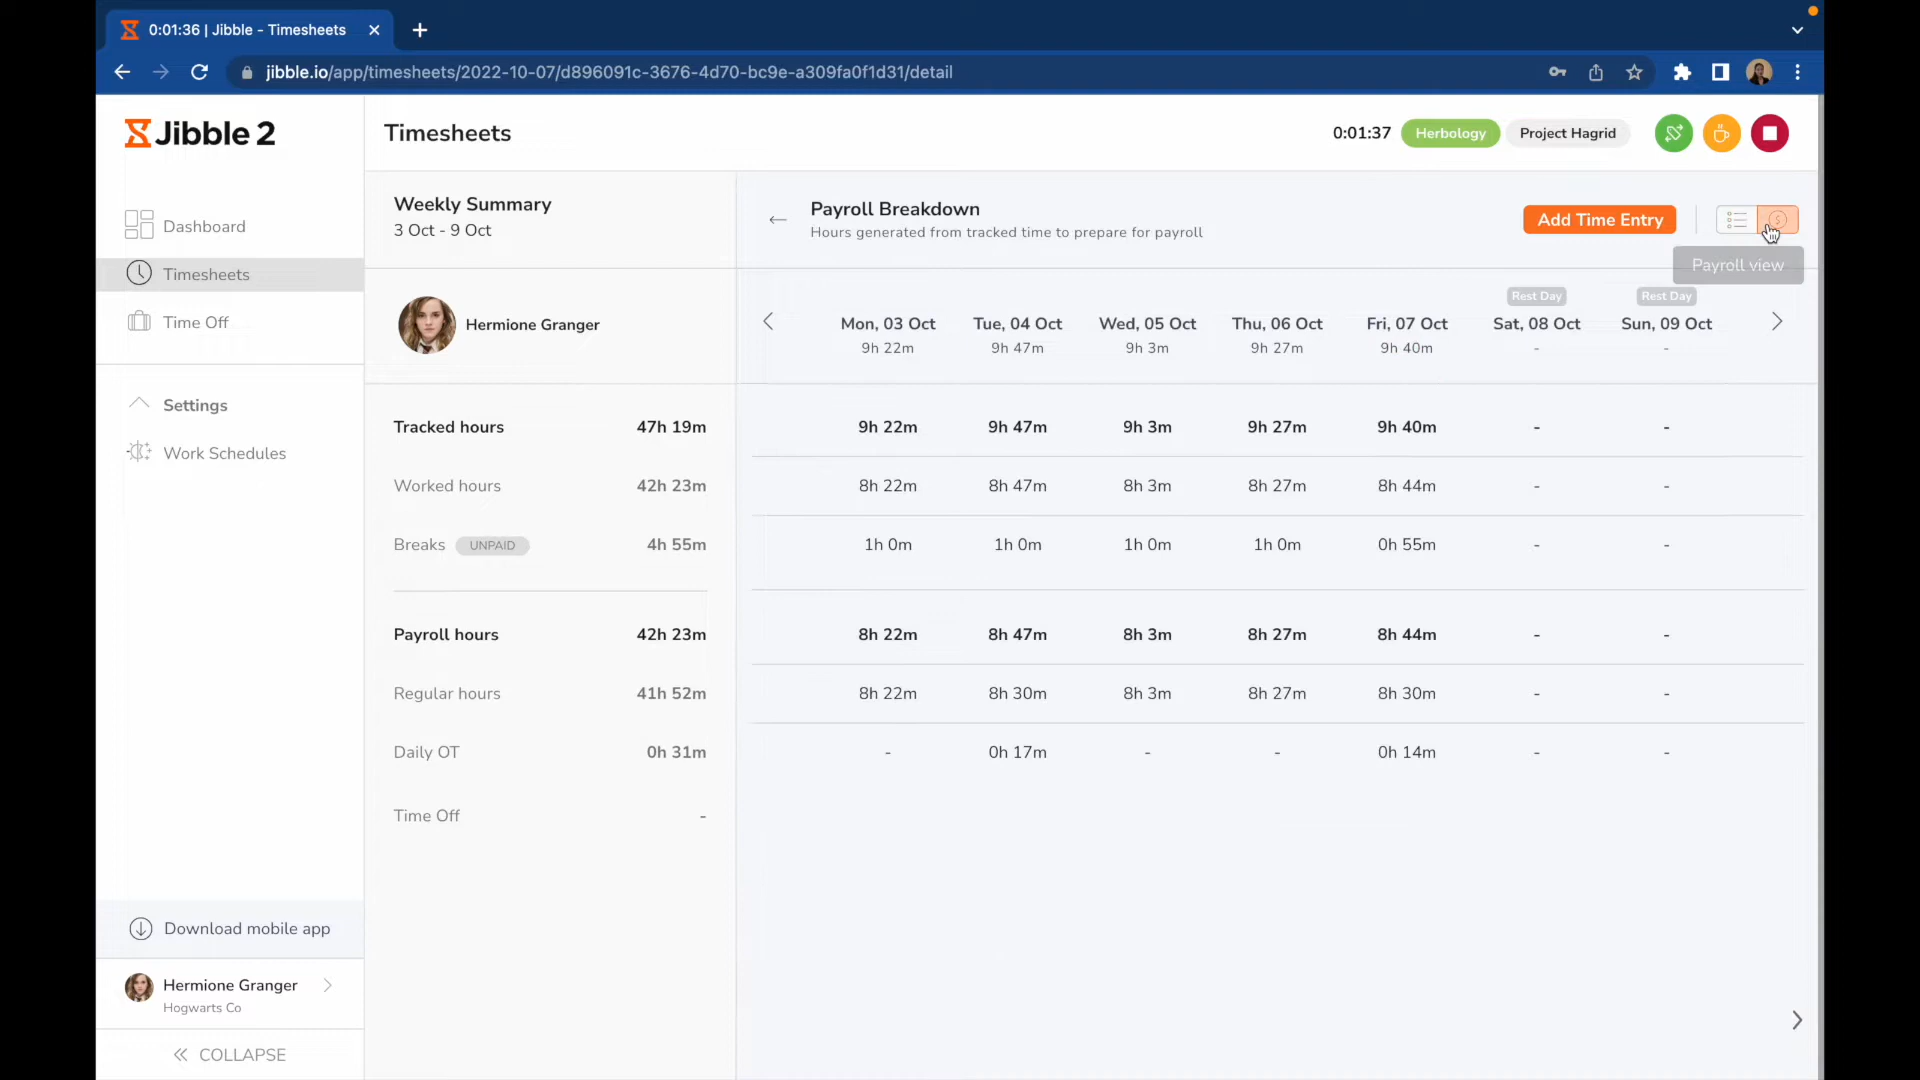 0:01:36 | Jibble - Timesheets
jibble.io/app/timesheets/2022-10-07/d896091c-3676-4d70-bc9e-a309fa0f1d31/detail
Jibble 2
Timesheets
0:01:37 Herbology Project Hagrid
Dashboard
Timesheets
Time Off
Settings
Work Schedules
Download mobile app
Hermione Granger
Hogwarts Co
COLLAPSE
Weekly Summary
3 Oct - 9 Oct
Payroll Breakdown
Hours generated from tracked time to prepare for payroll
Add Time Entry
Payroll view
Hermione Granger
Rest Day Rest Day
Mon, 03 Oct Tue, 04 Oct Wed, 05 Oct Thu, 06 Oct Fri, 07 Oct Sat, 08 Oct Sun, 09 Oct
9h 22m 9h 47m 9h 3m 9h 27m 9h 40m - -
Tracked hours 47h 19m 9h 22m 9h 47m 9h 3m 9h 27m 9h 40m - -
Worked hours 42h 23m 8h 22m 8h 47m 8h 3m 8h 27m 8h 44m - -
Breaks UNPAID 4h 55m 1h 0m 1h 0m 1h 0m 1h 0m 0h 55m - -
Payroll hours 42h 23m 8h 22m 8h 47m 8h 3m 8h 27m 8h 44m - -
Regular hours 41h 52m 8h 22m 8h 30m 8h 3m 8h 27m 8h 30m - -
Daily OT 0h 31m - 0h 17m - - 0h 14m - -
Time Off -